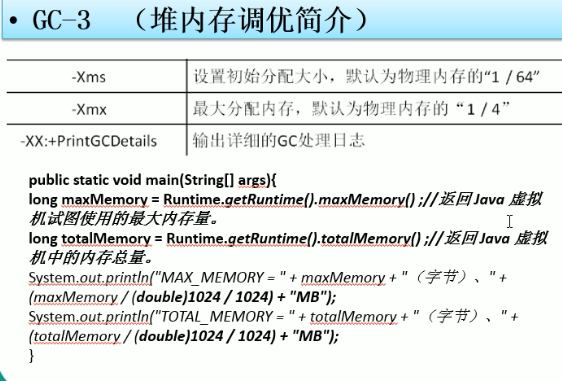 • GC-3 （堆内存调优简介）
-Xms 设置初始分配大小，默认为物理内存的“1 / 64”
-Xmx 最大分配内存，默认为物理内存的“1 / 4”
-XX:+PrintGCDetails 输出详细的GC处理日志
public static void main(String[] args){
long maxMemory = Runtime.getRuntime().maxMemory() ;//返回 Java 虚拟
机试图使用的最大内存量。
long totalMemory = Runtime.getRuntime().totalMemory() ;//返回 Java 虚拟
机中的内存总量。
System.out.println("MAX_MEMORY = " + maxMemory + "（字节）、" +
(maxMemory / (double)1024 / 1024) + "MB");
System.out.println("TOTAL_MEMORY = " + totalMemory + "（字节）、" +
(totalMemory / (double)1024 / 1024) + "MB");
}